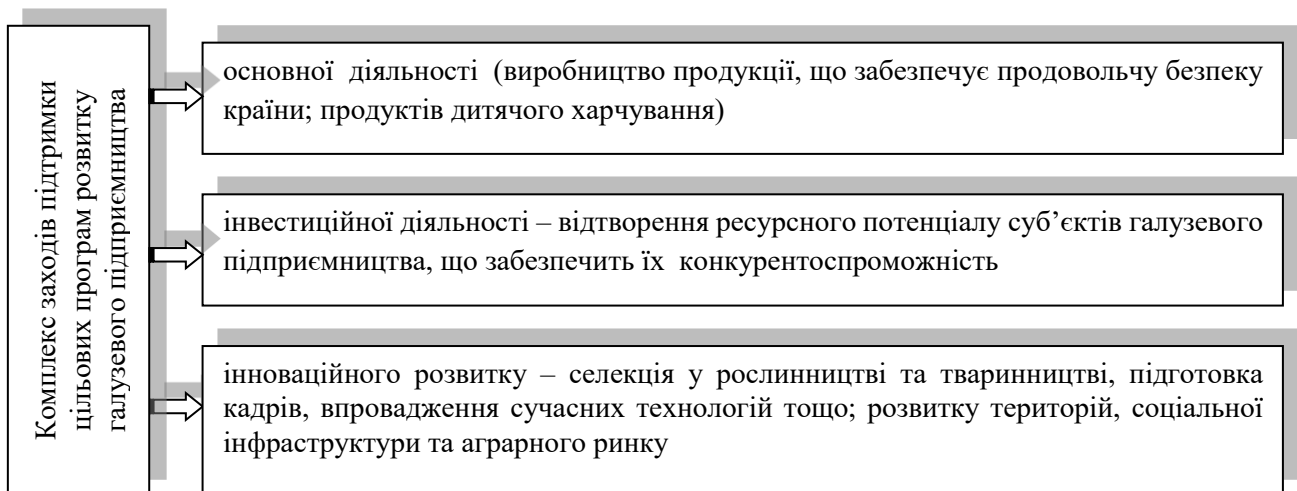 Комплекс заходів підтримки
цільових програм розвитку
галузевого підприємництва
основної діяльності (виробництво продукції, що забезпечує продовольчу безпеку
країни; продуктів дитячого харчування)
інвестиційної діяльності – відтворення ресурсного потенціалу суб’єктів галузевого
підприємництва, що забезпечить їх конкурентоспроможність
інноваційного розвитку – селекція у рослинництві та тваринництві, підготовка
кадрів, впровадження сучасних технологій тощо; розвитку територій, соціальної
інфраструктури та аграрного ринку